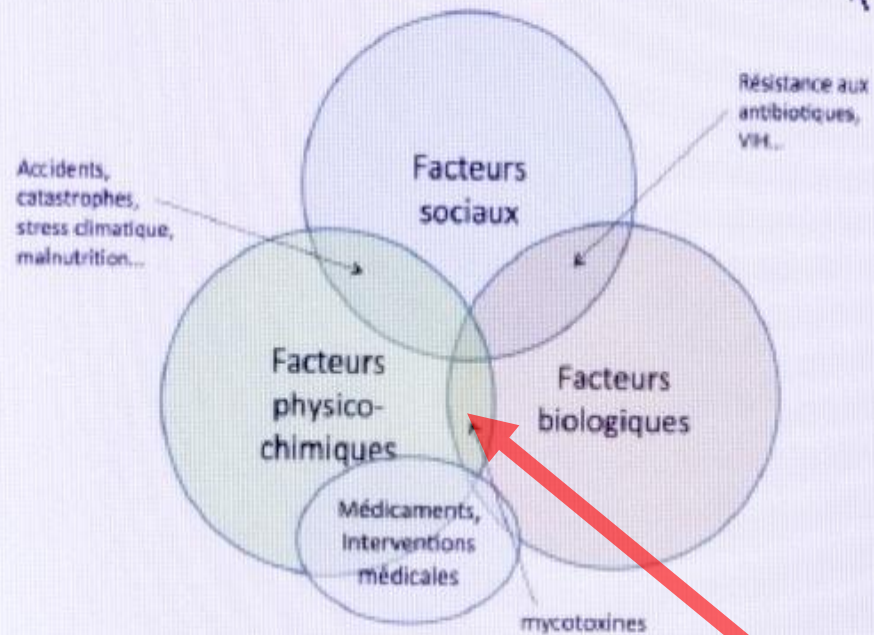 Facteurs
sociaux
Résistance aux
antibiotiques,
VIH...
Accidents,
catastrophes,
stress climatique,
malnutrition...
Facteurs
physico-
chimiques
Facteurs
biologiques
Médicaments,
Interventions
médicales
mycotoxines